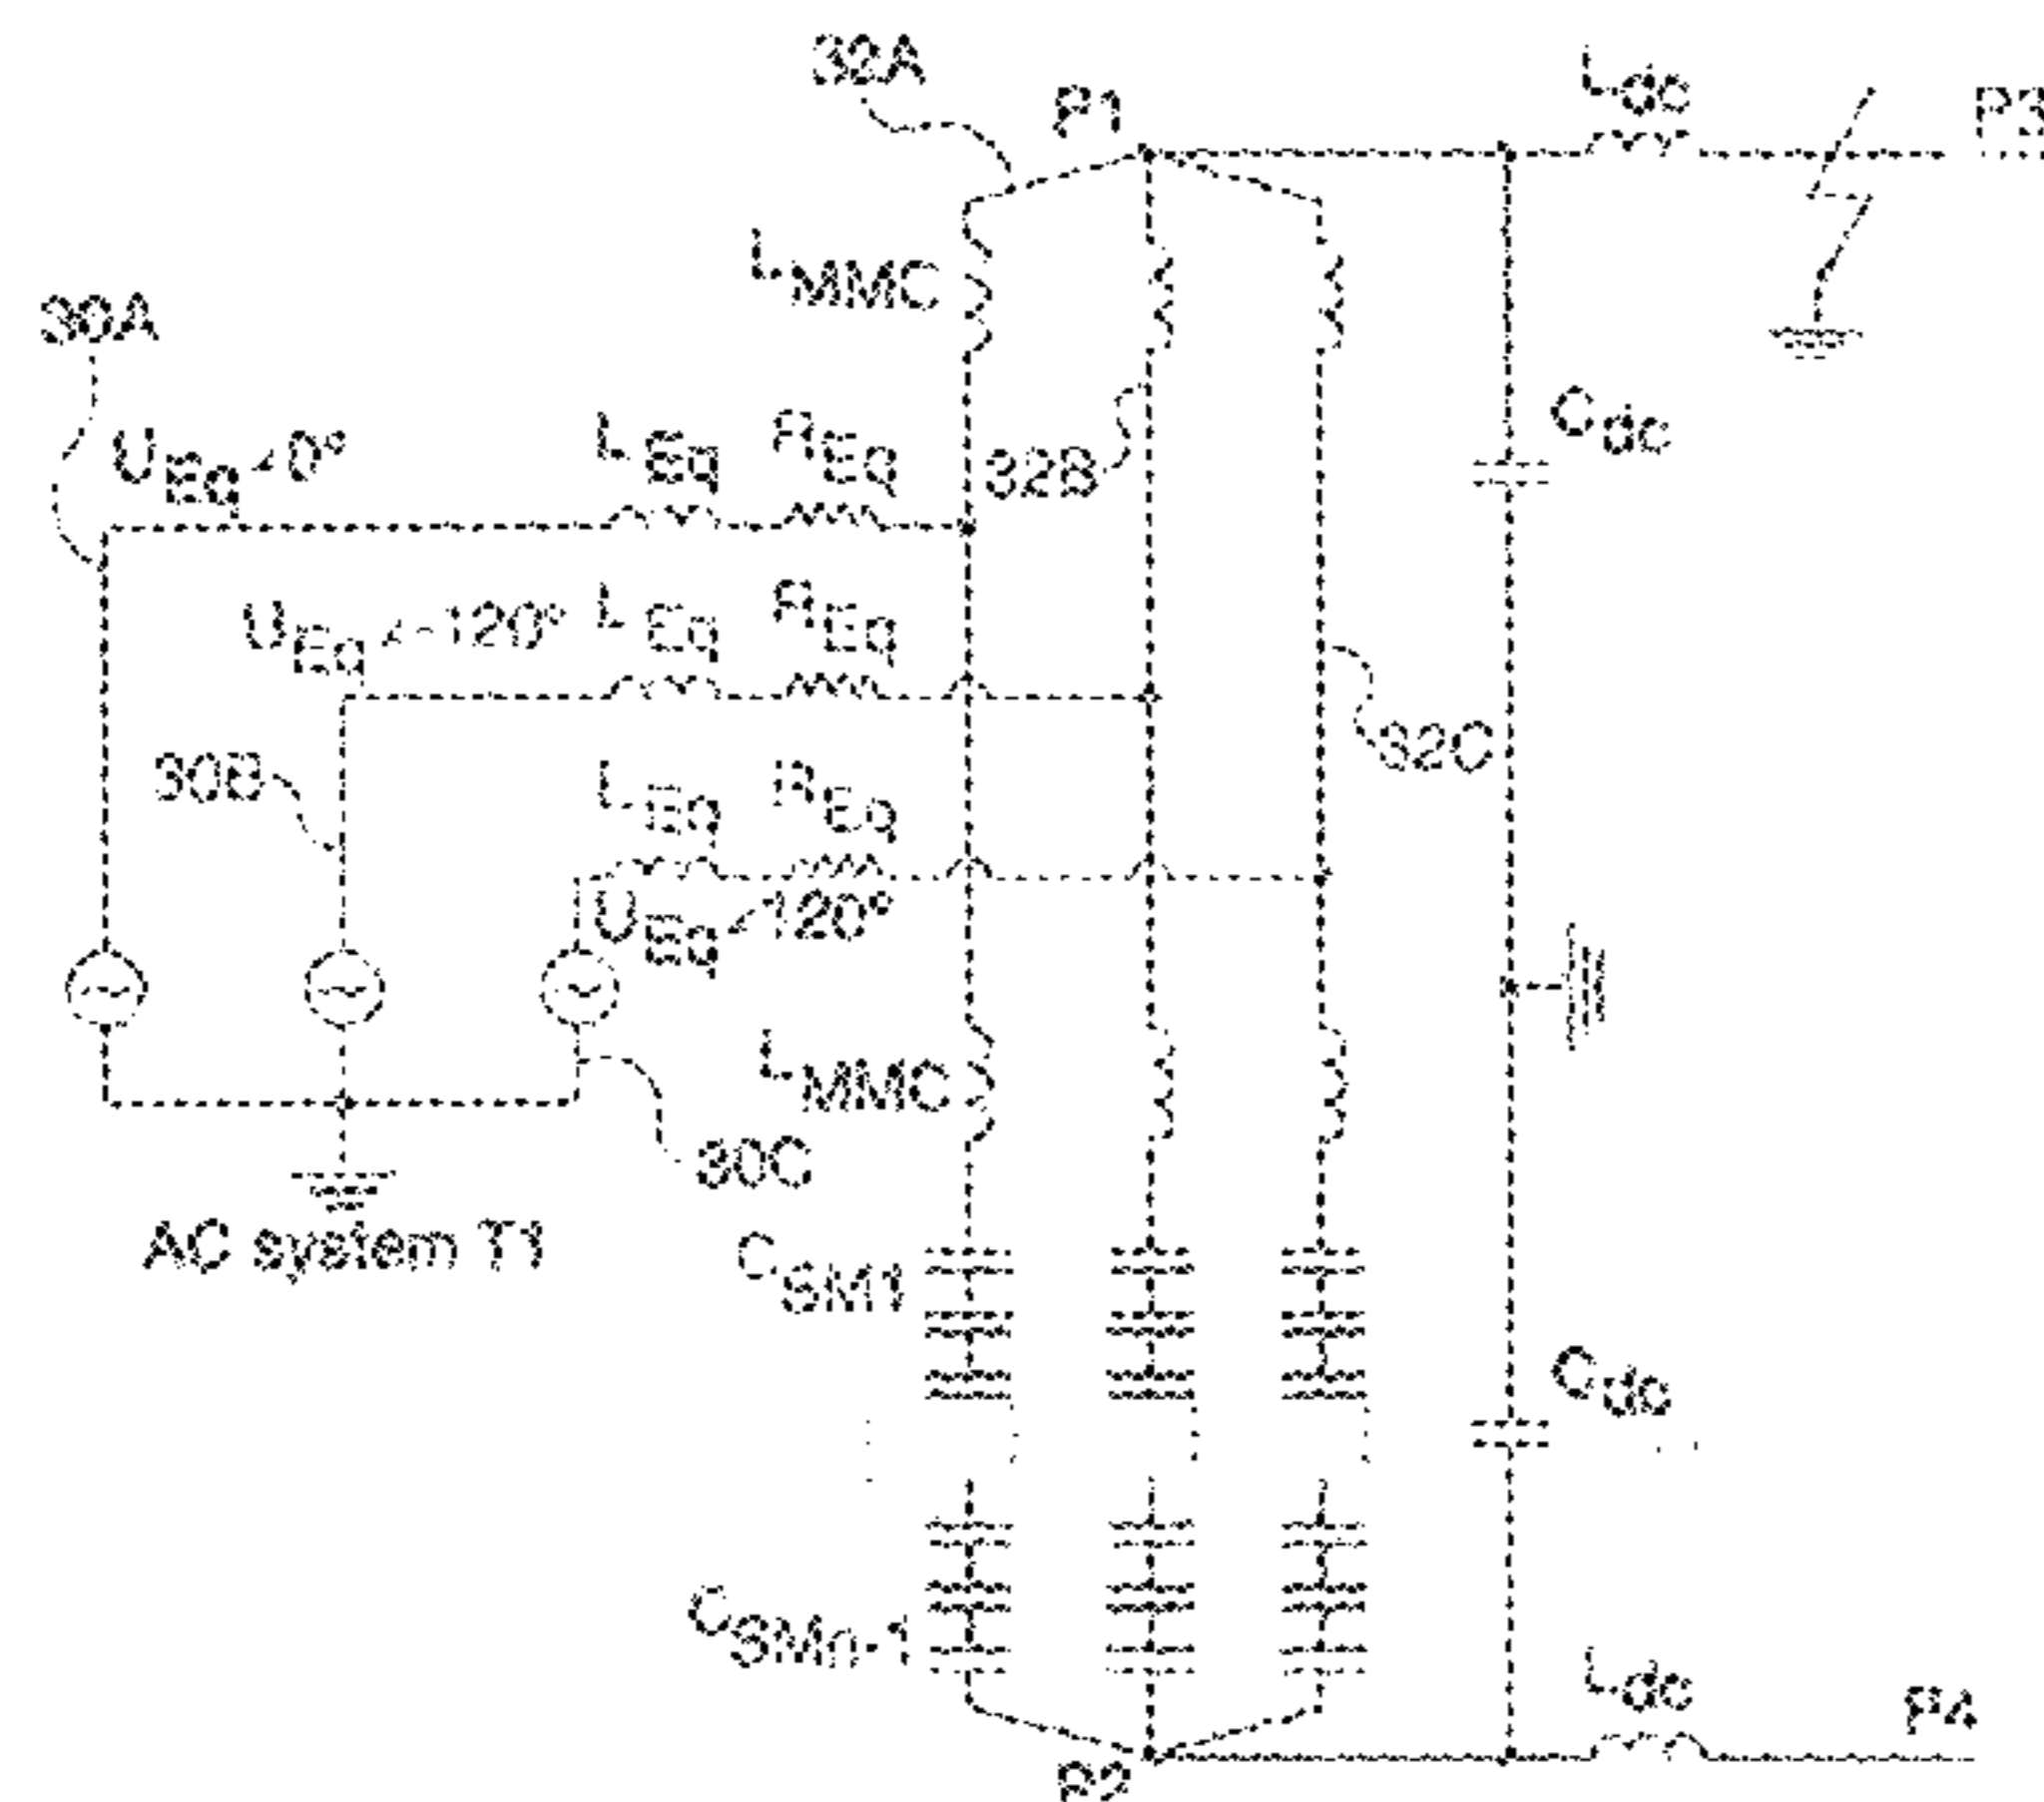 32A
P1
Ldc
P3
LMMC
30A
UEq∠0°
LEq
REq
32B
Cdc
UEq∠-120°
LEq
REq
32C
30B
LEq
REq
UEq∠120°
LMMC
30C
AC system T1
CSM1
Cdc
CSMn-1
Ldc
P4
P2